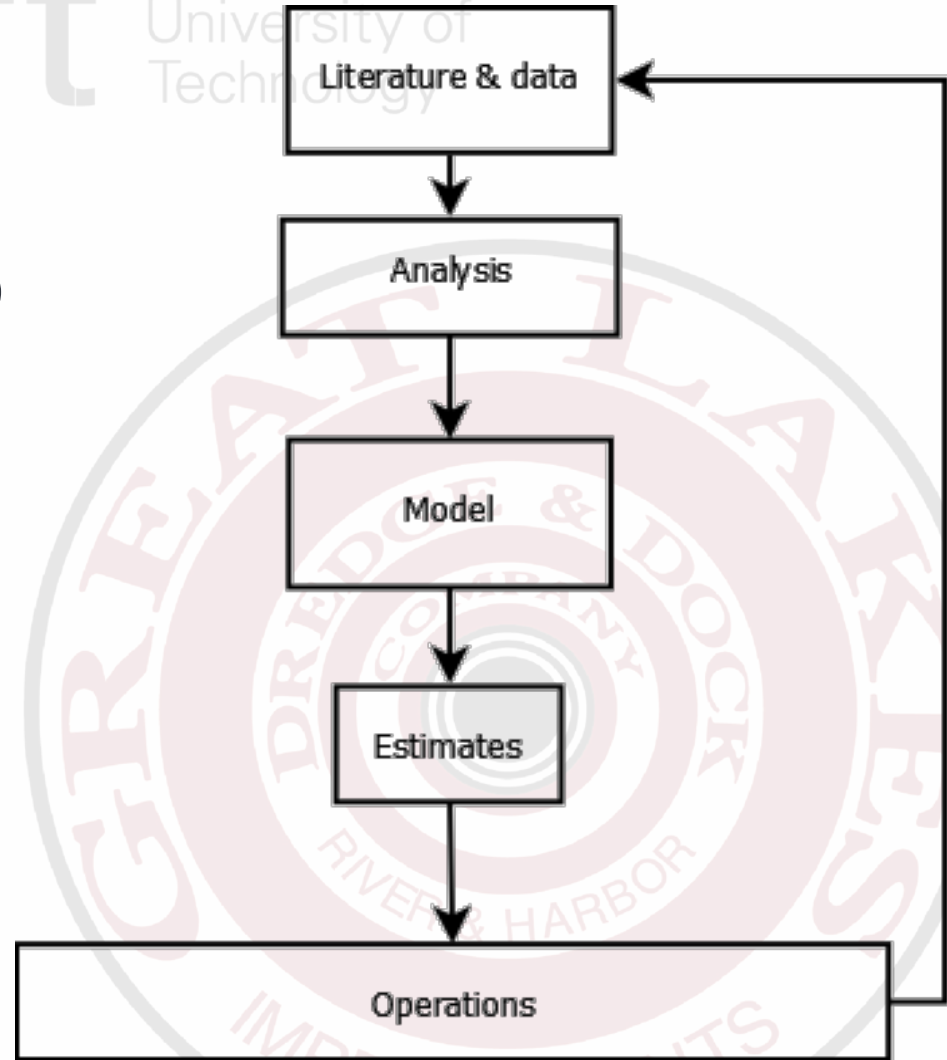 University of
Technology
Literature & data
Analysis
GREAT LAKES
Model
DREDGE & DOCK
COMPANY
Estimates
RIVER & HARBOR
Operations